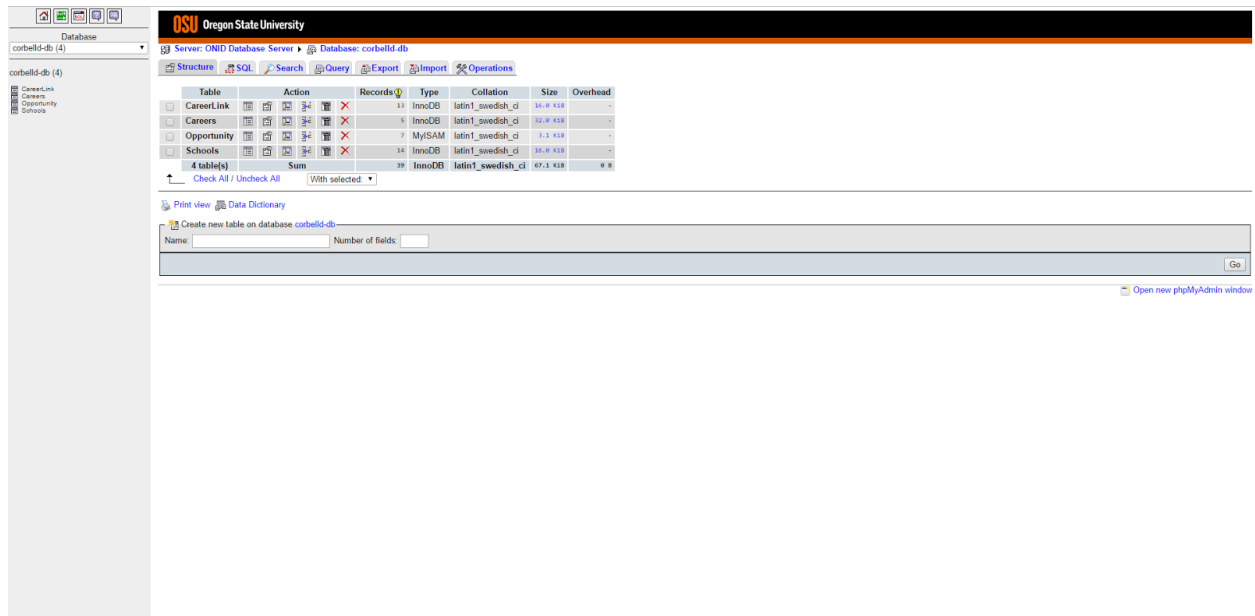 Database
corbelld-db (4)
corbelld-db (4)
CareerLink
Careers
Opportunity
Schools
OSU Oregon State University
Server: ONID Database Server ▸ Database: corbelld-db
Structure SQL Search Query Export Import Operations
Table Action Records Type Collation Size Overhead
CareerLink 13 InnoDB latin1_swedish_ci 16.0 KiB -
Careers 5 InnoDB latin1_swedish_ci 32.0 KiB -
Opportunity 7 MyISAM latin1_swedish_ci 3.1 KiB -
Schools 14 InnoDB latin1_swedish_ci 16.0 KiB -
4 table(s) Sum 39 InnoDB latin1_swedish_ci 67.1 KiB 0 B
Check All / Uncheck All With selected:
Print view Data Dictionary
Create new table on database corbelld-db
Name: Number of fields:
Go
Open new phpMyAdmin window